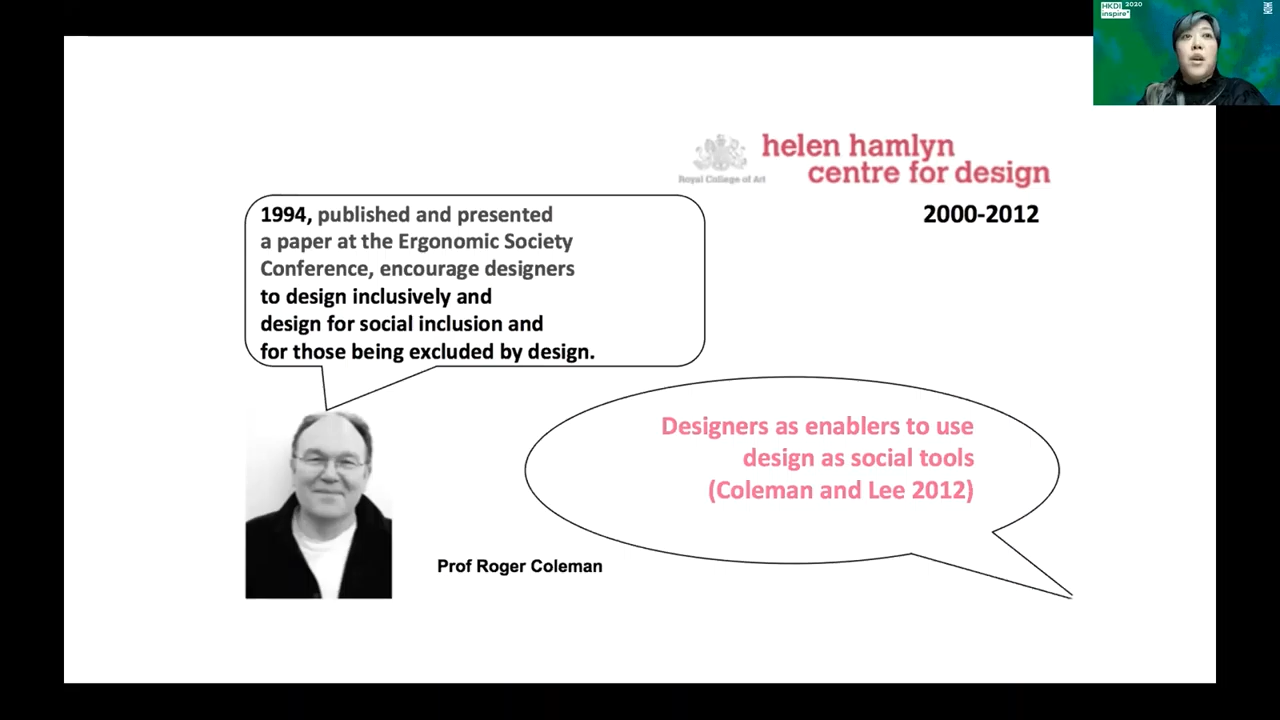 HKDI 2020
inspire*
helen hamlyn
centre for design
Royal College of Art
2000-2012
1994, published and presented
a paper at the Ergonomic Society
Conference, encourage designers
to design inclusively and
design for social inclusion and
for those being excluded by design.
Designers as enablers to use
design as social tools
(Coleman and Lee 2012)
Prof Roger Coleman